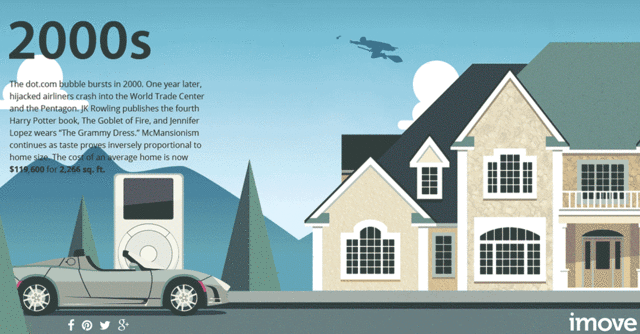 2000s
The dot.com bubble bursts in 2000. One year later,
hijacked airliners crash into the World Trade Center
and the Pentagon. JK Rowling publishes the fourth
Harry Potter book, The Goblet of Fire, and Jennifer
Lopez wears “The Grammy Dress.” McMansionism
continues as taste proves inversely proportional to
home size. The cost of an average home is now
$119,600 for 2,266 sq. ft.
imove